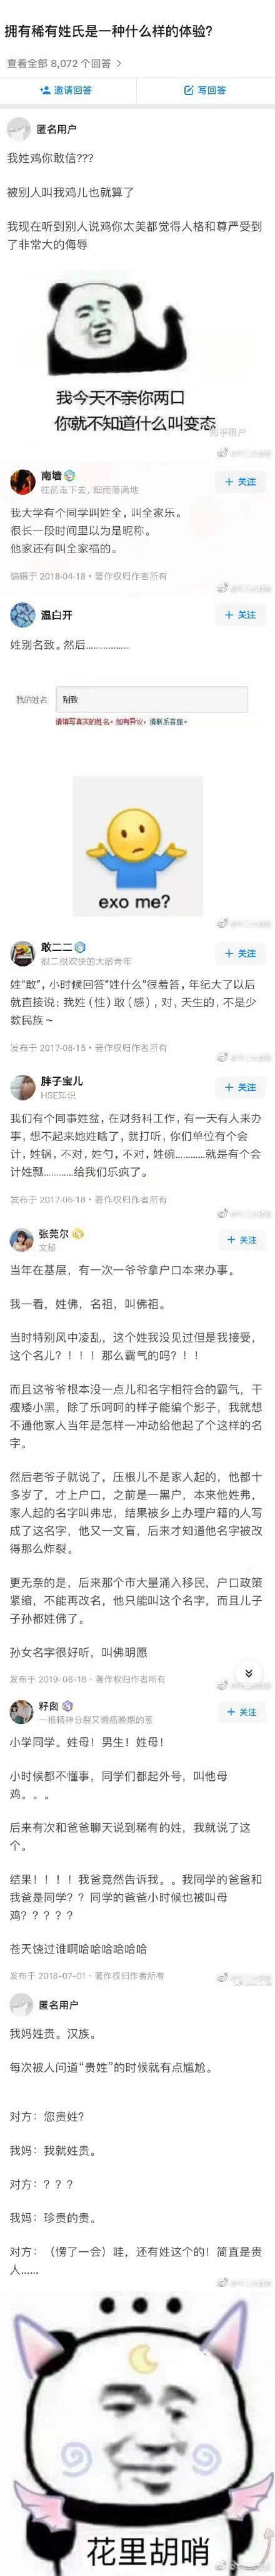 拥有稀有姓氏是一种什么样的体验?
查看全部 8,072 个回答
邀请回答
写回答
匿名用户
我姓鸡你敢信???
被别人叫我鸡儿也就算了
我现在听到别人说鸡你太美都觉得人格和尊严受到
了非常大的侮辱
我今天不亲你两口
你就不知道什么叫变态
知乎用户
南墙
往前走下去，细雨落满地
+ 关注
我大学有个同学叫姓全，叫全家乐。
很长一段时间里以为是昵称。
他家还有叫全家福的。
编辑于 2018-04-18・著作权归作者所有
温白开
+ 关注
姓别名致。然后................
我的姓名
别致
请填写真实的姓名。如有异议，请联系客服。
exo me?
敢二二
很二很欢快的大龄青年
+ 关注
姓"敢"，小时候回答"姓什么"很着答，年纪大了以后
就直接说：我姓（性）敢（感），对，天生的，不是少
数民族～
发布于 2017-08-15・著作权归作者所有
胖子宝儿
HSE知识
+ 关注
我们有个同事姓盆，在财务科工作，有一天有人来办
事，想不起来她姓啥了，就打听，你们单位有个会
计，姓锅，不对，姓勺，不对，姓碗............就是有个会
计姓瓢............给我们乐疯了。
发布于 2017-06-18・著作权归作者所有
张莞尔
文秘
+ 关注
当年在基层，有一次一爷爷拿户口本来办事。
我一看，姓佛，名祖，叫佛祖。
当时特别风中凌乱，这个姓我没见过但是我接受，
这个名儿？！！！那么霸气的吗？！！
而且这爷爷根本没一点儿和名字相符合的霸气，干
瘦矮小黑，除了乐呵呵的样子能编个影子，我就想
不通他家人当年是怎样一冲动给他起了个这样的名
字。
然后老爷子就说了，压根儿不是家人起的，他都十
多岁了，才上户口，之前是一黑户，本来他姓弗，
家人起的名字叫弗忠，结果被乡上办理户籍的人写
成了这名字，他又一文盲，后来才知道他名字被改
得那么炸裂。
更无奈的是，后来那个市大量涌入移民，户口政策
紧缩，不能再改名，他只能叫这个名字，而且儿子
子孙都姓佛了。
孙女名字很好听，叫佛明愿
发布于 2019-06-16・著作权归作者所有
籽囱
一根精神分裂又懒癌晚期的葱
+ 关注
小学同学。姓母！男生！姓母！
小时候都不懂事，同学们都起外号，叫他母
鸡。。。
后来有次和爸爸聊天说到稀有的姓，我就说了这
个。
结果！！！！我爸竟然告诉我。。我同学的爸爸和
我爸是同学？？同学的爸爸小时候也被叫母
鸡？？？？？
苍天饶过谁啊哈哈哈哈哈哈
发布于 2018-07-01・著作权归作者所有
匿名用户
我妈姓贵。汉族。
每次被人问道"贵姓"的时候就有点尴尬。
对方：您贵姓?
我妈：我就姓贵。
对方：？？？
我妈：珍贵的贵。
对方：（愣了一会）哇，还有姓这个的！简直是贵
人......
花里胡哨